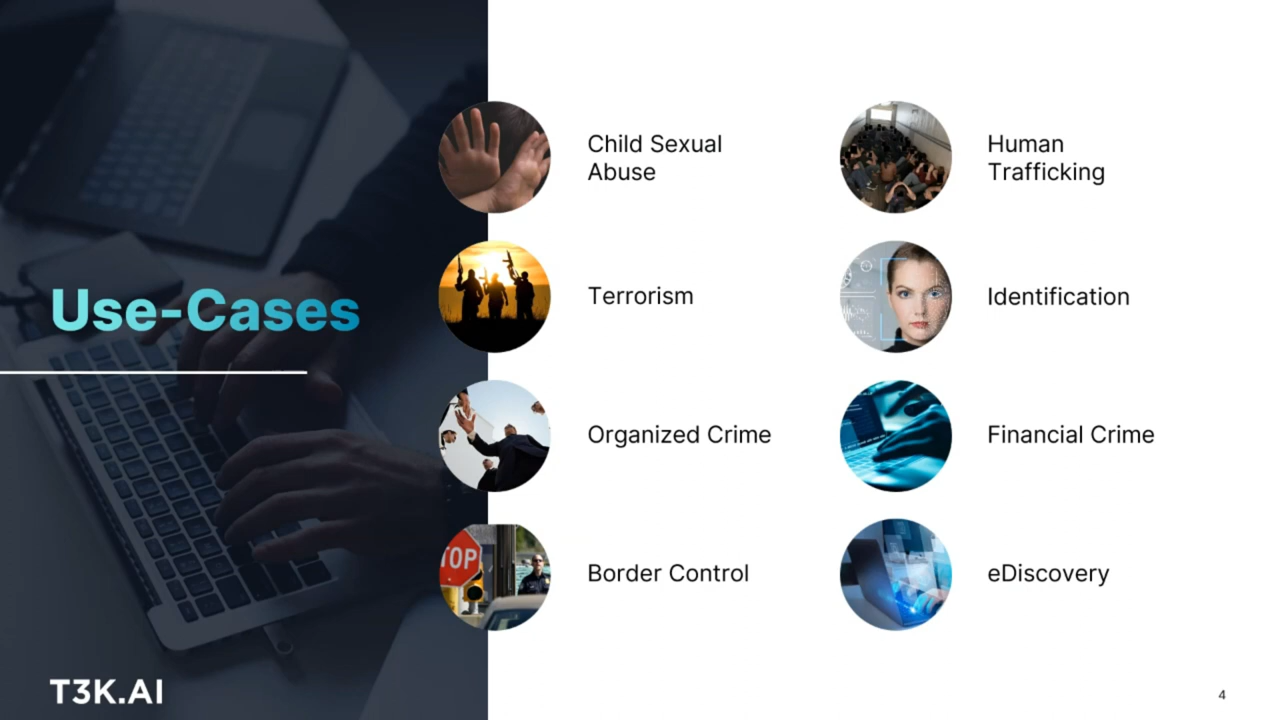 Use-Cases
Child Sexual
Abuse
Human
Trafficking
Terrorism
Identification
Organized Crime
Financial Crime
TOP
Border Control
eDiscovery
T3K.AI
4